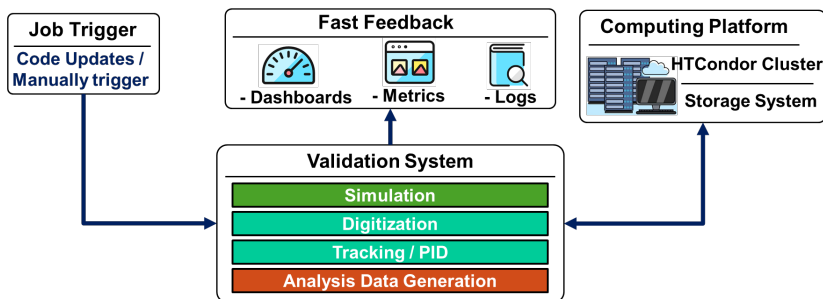 Job Trigger
Code Updates /
Manually trigger
Fast Feedback
- Dashboards
- Metrics
- Logs
Computing Platform
HTCondor Cluster
Storage System
Validation System
Simulation
Digitization
Tracking / PID
Analysis Data Generation